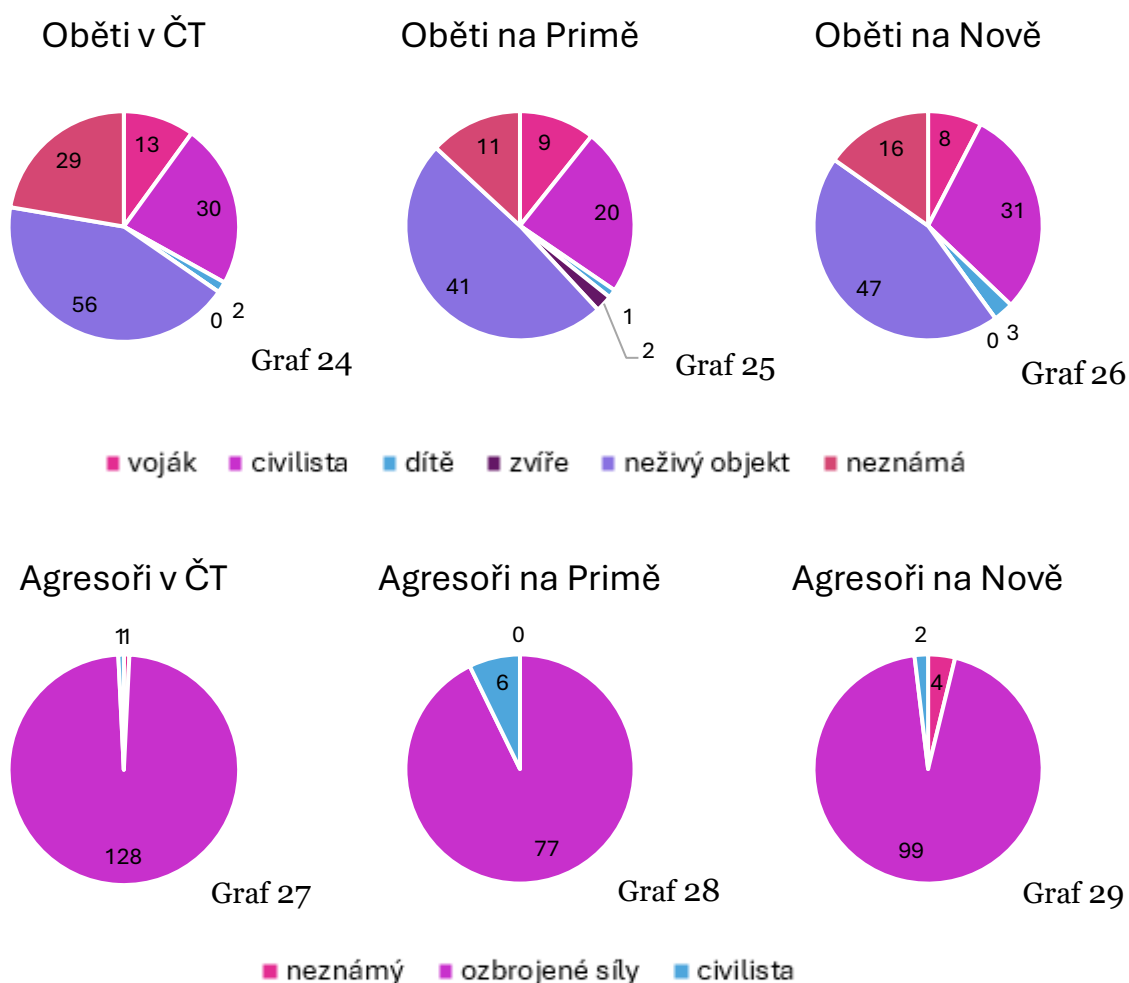 Oběti v ČT
Oběti na Primě
Oběti na Nově
13
30
2
0
56
29
Graf 24
9
20
1
2
41
11
Graf 25
8
31
3
0
47
16
Graf 26
voják civilista dítě zvíře neživý objekt neznámá
Agresoři v ČT
Agresoři na Primě
Agresoři na Nově
1
1
128
Graf 27
0
6
77
Graf 28
2
4
99
Graf 29
neznámý ozbrojené síly civilista